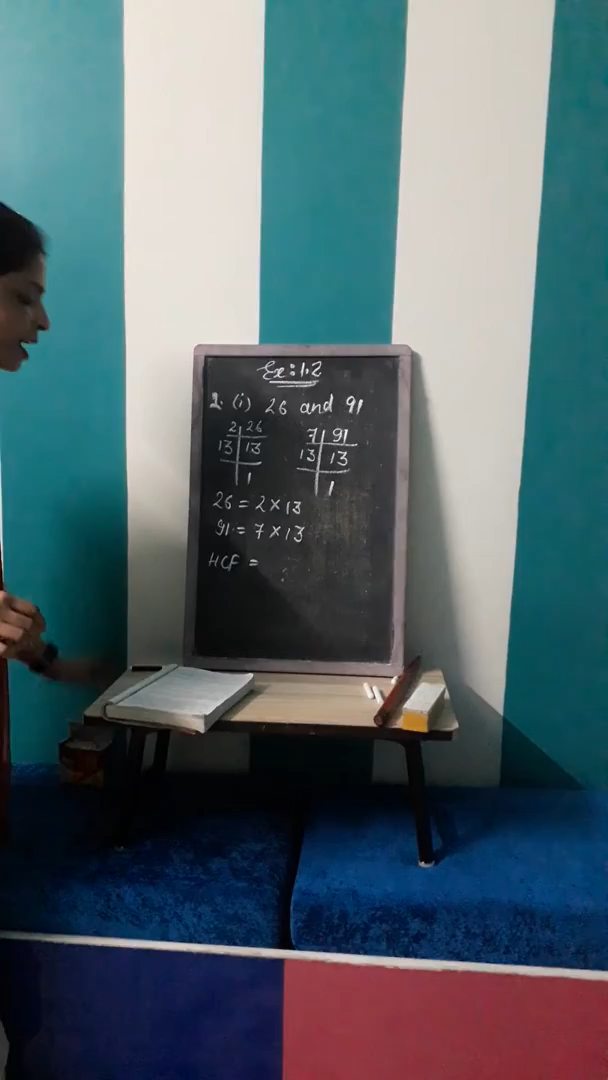 Ex: 1.2
2. (i) 26 and 91
2 26 7 91
13 13 13 13
1 1
26 = 2 × 13
91 = 7 × 13
HCF =